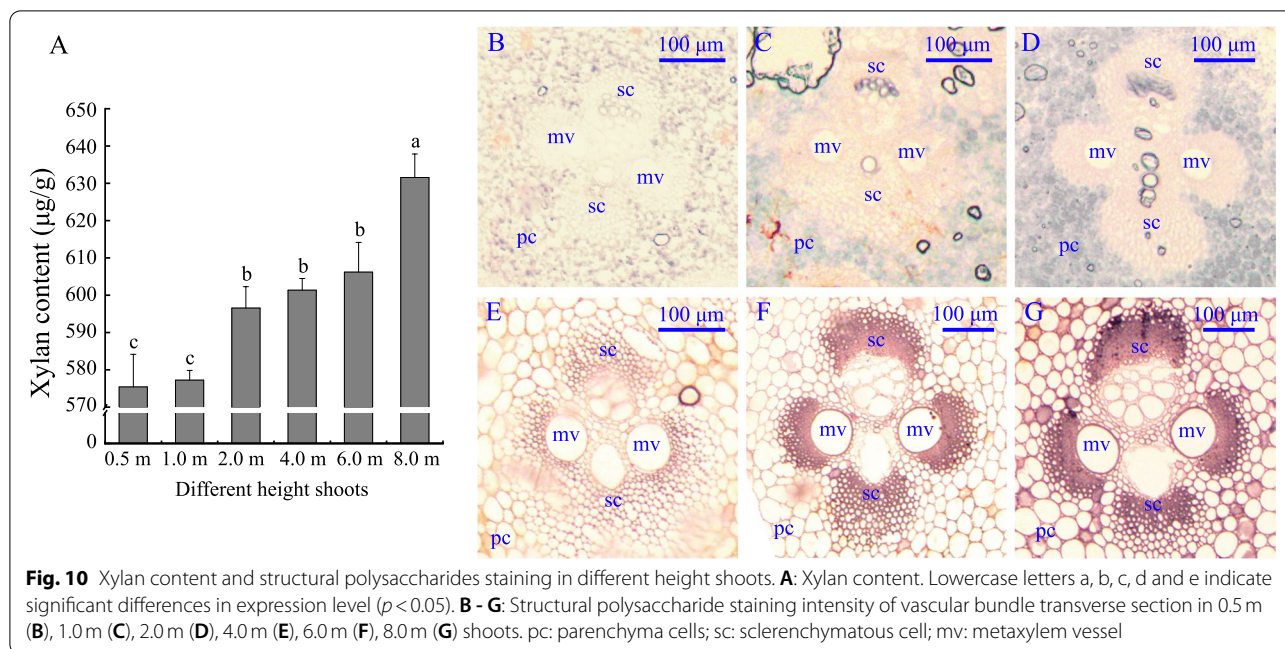 A
Xylan content (µg/g)
650
640
630
620
610
600
590
580
570
0
c
c
b
b
b
a
0.5 m 1.0 m 2.0 m 4.0 m 6.0 m 8.0 m
Different height shoots
B
100 µm
sc
mv
mv
sc
pc
C
100 µm
sc
mv
mv
sc
pc
D
100 µm
sc
mv
mv
sc
pc
E
100 µm
sc
mv
mv
sc
pc
F
100 µm
sc
mv
mv
sc
pc
G
100 µm
sc
mv
mv
sc
pc
Fig. 10 Xylan content and structural polysaccharides staining in different height shoots. A: Xylan content. Lowercase letters a, b, c, d and e indicate
significant differences in expression level (p < 0.05). B - G: Structural polysaccharide staining intensity of vascular bundle transverse section in 0.5 m
(B), 1.0 m (C), 2.0 m (D), 4.0 m (E), 6.0 m (F), 8.0 m (G) shoots. pc: parenchyma cells; sc: sclerenchymatous cell; mv: metaxylem vessel